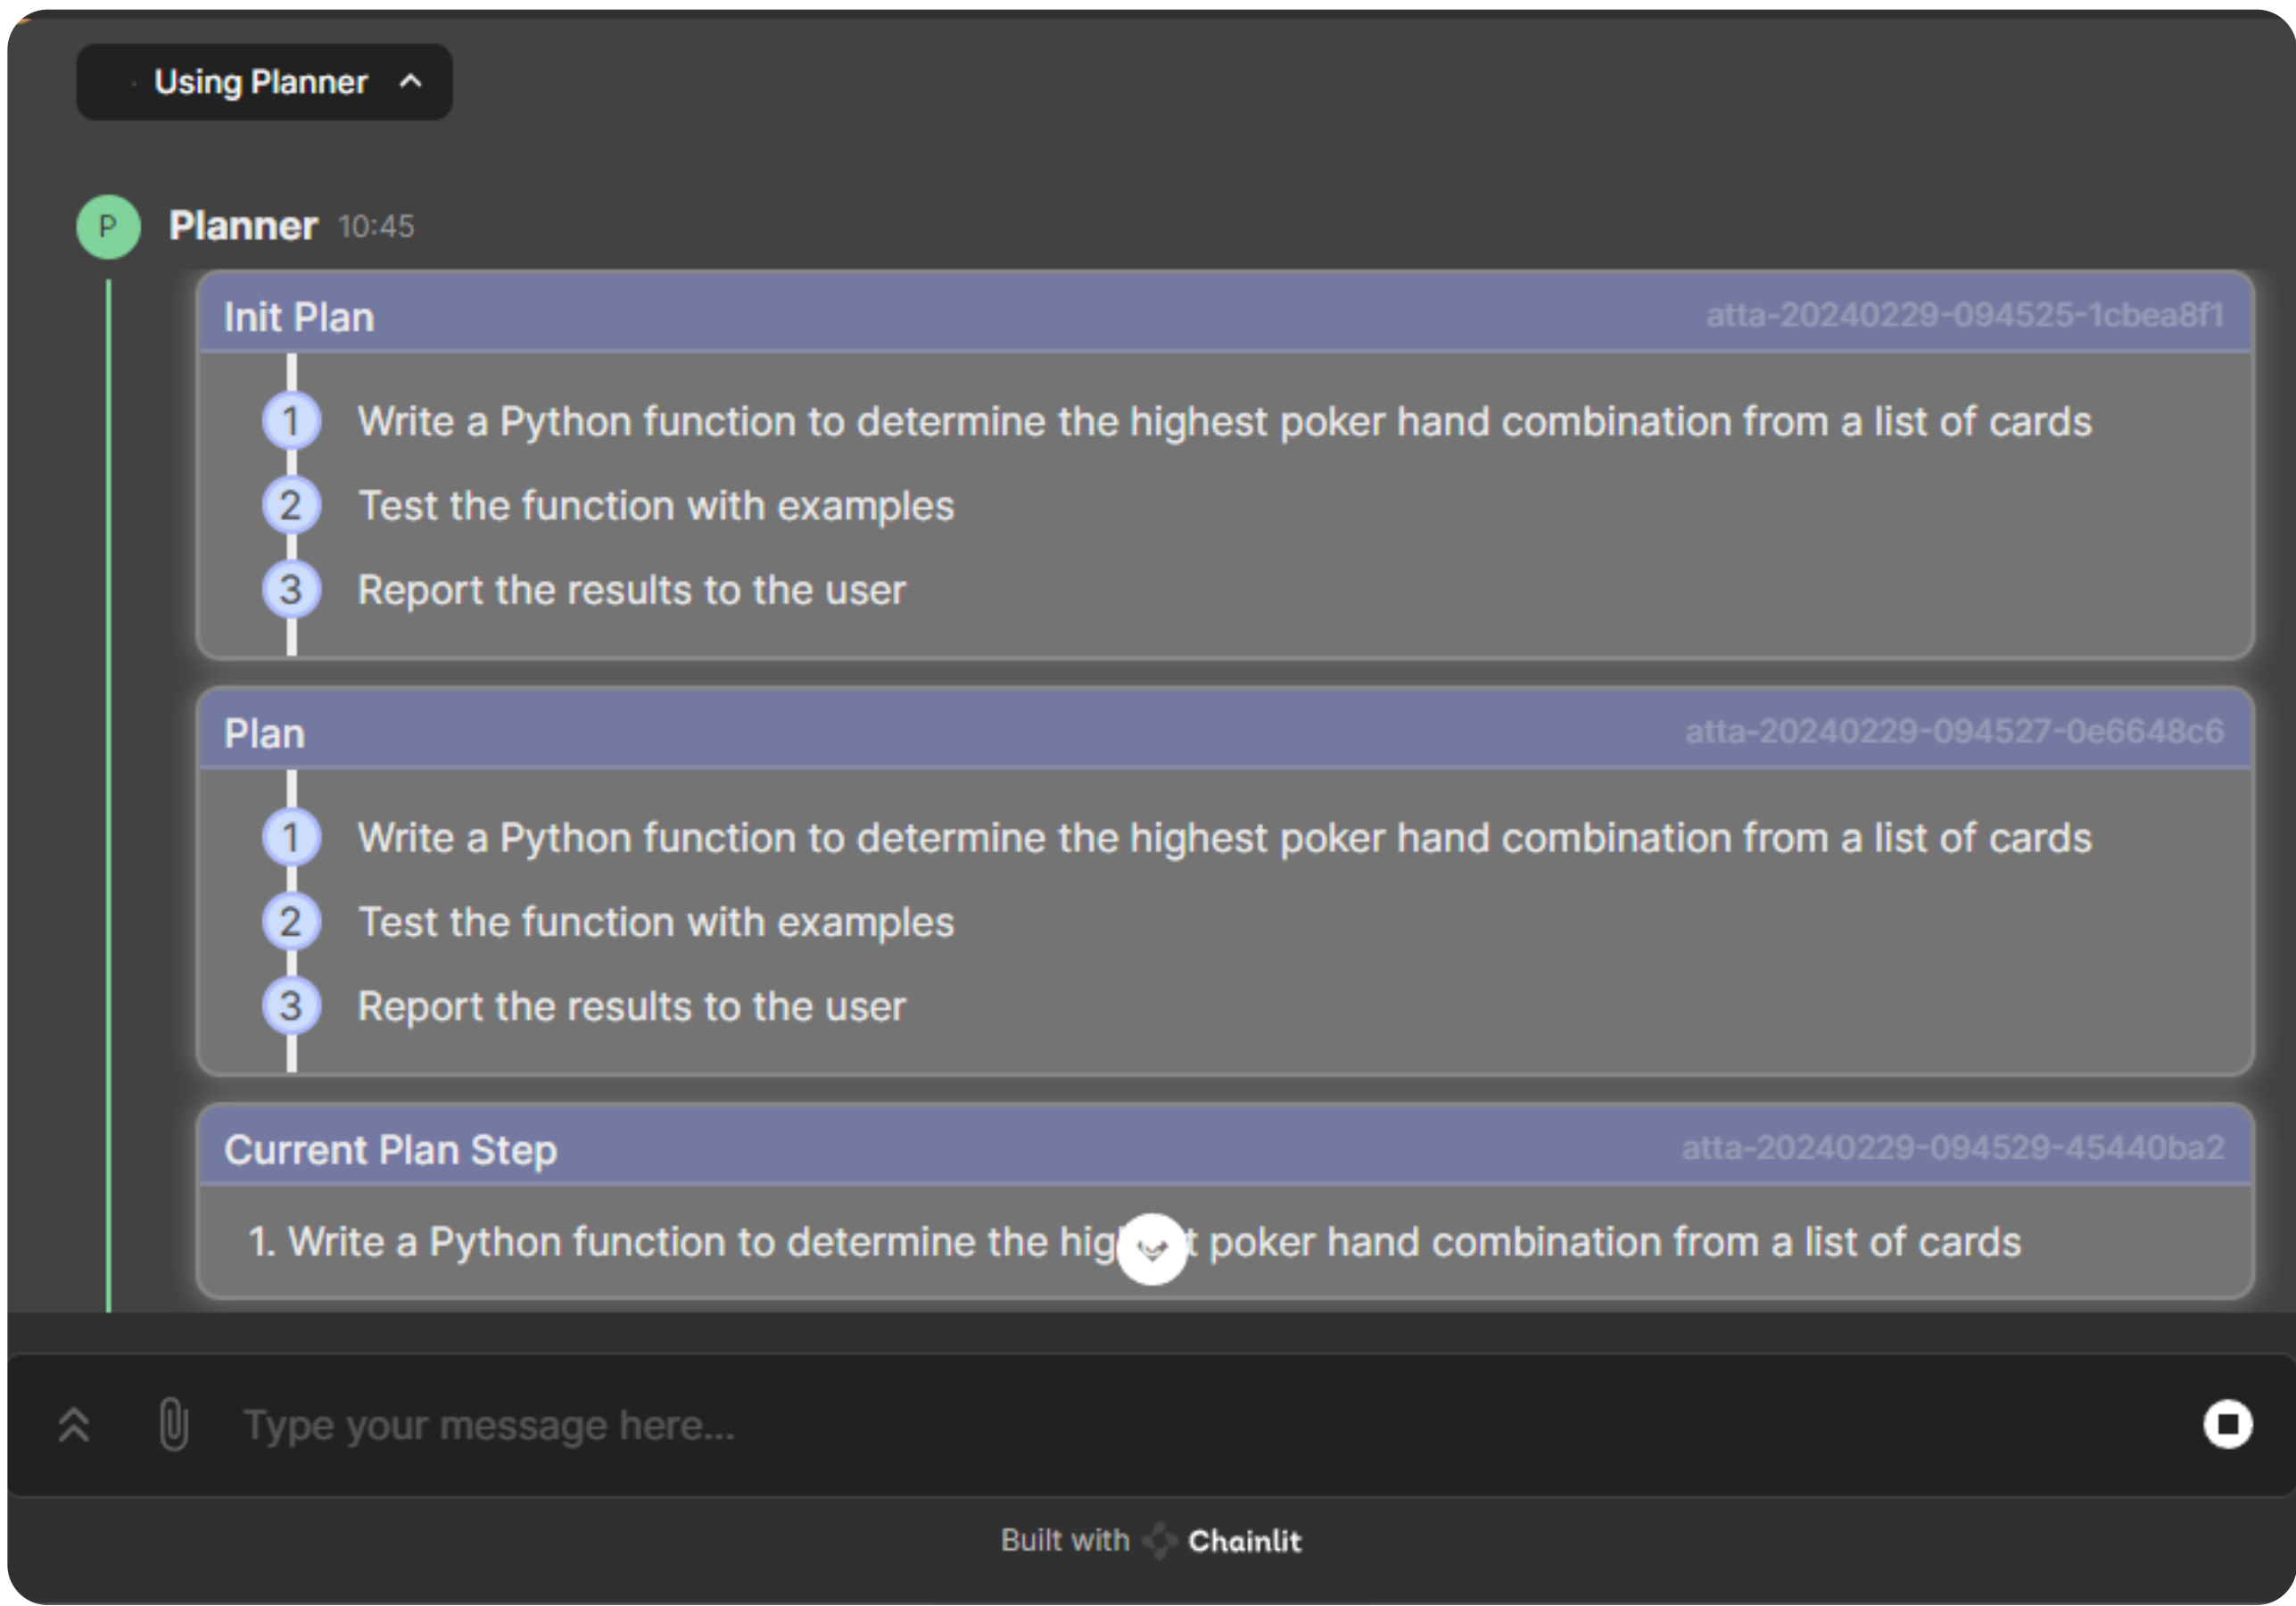 Using Planner
P
Planner 10:45
Init Plan atta-20240229-094525-1cbea8f1
1 Write a Python function to determine the highest poker hand combination from a list of cards
2 Test the function with examples
3 Report the results to the user
Plan atta-20240229-094527-0e6648c6
1 Write a Python function to determine the highest poker hand combination from a list of cards
2 Test the function with examples
3 Report the results to the user
Current Plan Step atta-20240229-094529-45440ba2
1. Write a Python function to determine the poker hand combination from a list of cards
Type your message here...
Built with Chainlit